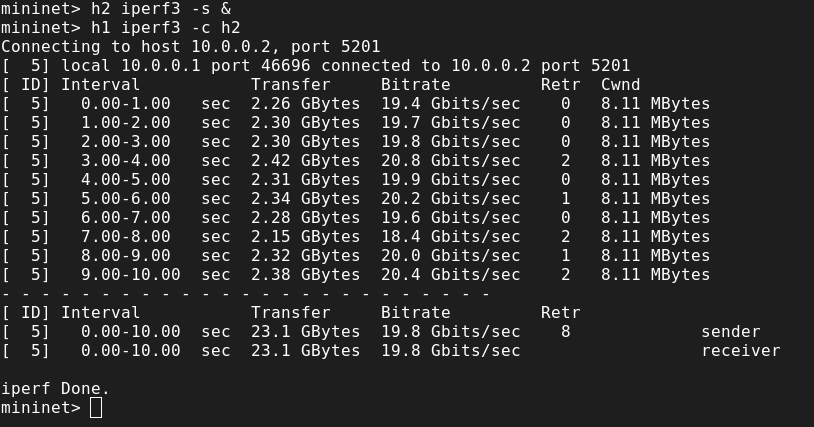 mininet> h2 iperf3 -s &
mininet> h1 iperf3 -c h2
Connecting to host 10.0.0.2, port 5201
[  5] local 10.0.0.1 port 46696 connected to 10.0.0.2 port 5201
[ ID] Interval           Transfer     Bitrate         Retr  Cwnd
[  5]   0.00-1.00   sec  2.26 GBytes  19.4 Gbits/sec    0   8.11 MBytes
[  5]   1.00-2.00   sec  2.30 GBytes  19.7 Gbits/sec    0   8.11 MBytes
[  5]   2.00-3.00   sec  2.30 GBytes  19.8 Gbits/sec    0   8.11 MBytes
[  5]   3.00-4.00   sec  2.42 GBytes  20.8 Gbits/sec    2   8.11 MBytes
[  5]   4.00-5.00   sec  2.31 GBytes  19.9 Gbits/sec    0   8.11 MBytes
[  5]   5.00-6.00   sec  2.34 GBytes  20.2 Gbits/sec    1   8.11 MBytes
[  5]   6.00-7.00   sec  2.28 GBytes  19.6 Gbits/sec    0   8.11 MBytes
[  5]   7.00-8.00   sec  2.15 GBytes  18.4 Gbits/sec    2   8.11 MBytes
[  5]   8.00-9.00   sec  2.32 GBytes  20.0 Gbits/sec    1   8.11 MBytes
[  5]   9.00-10.00  sec  2.38 GBytes  20.4 Gbits/sec    2   8.11 MBytes
- - - - - - - - - - - - - - - - - - - - - - - - -
[ ID] Interval           Transfer     Bitrate         Retr
[  5]   0.00-10.00  sec  23.1 GBytes  19.8 Gbits/sec    8             sender
[  5]   0.00-10.00  sec  23.1 GBytes  19.8 Gbits/sec                  receiver

iperf Done.
mininet>